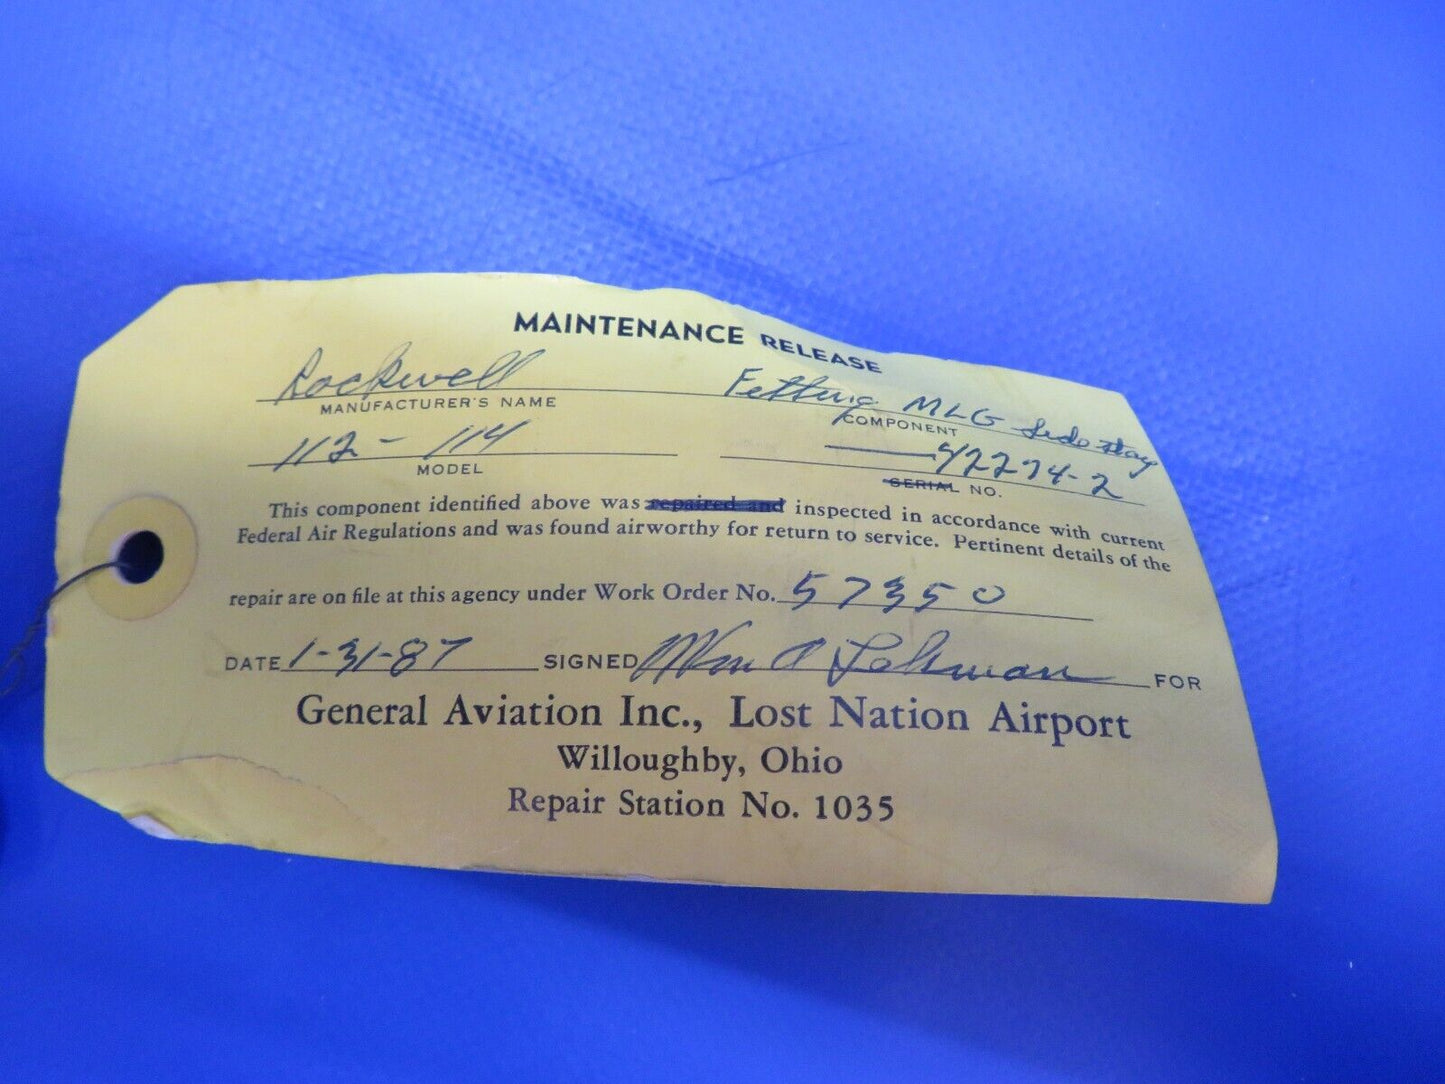 MAINTENANCE RELEASE
Rockwell Fetting MLG Side Stay
MANUFACTURER'S NAME COMPONENT
112-114 42274-2
MODEL SERIAL NO.
This component identified above was repaired and inspected in accordance with current
Federal Air Regulations and was found airworthy for return to service. Pertinent details of the
repair are on file at this agency under Work Order No. 57350
DATE 1-31-87 SIGNED Lehman FOR
General Aviation Inc., Lost Nation Airport
Willoughby, Ohio
Repair Station No. 1035